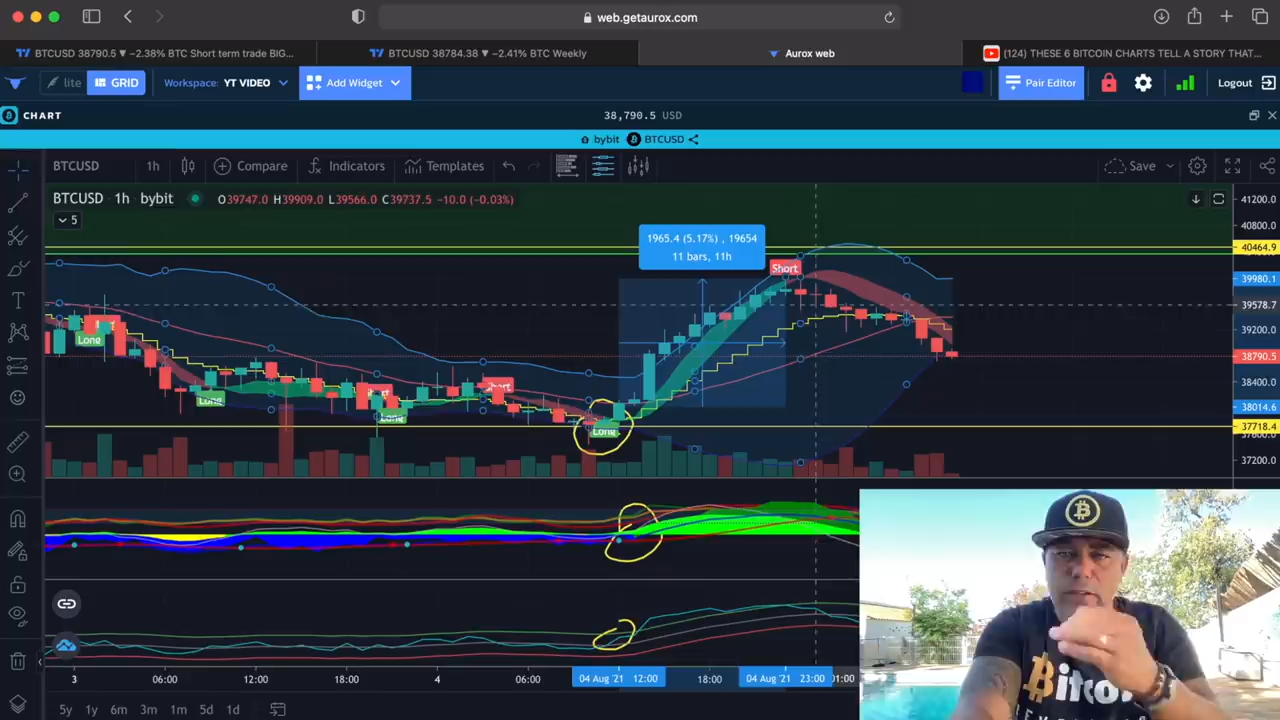 web.getaurox.com
BTCUSD 38790.5 ▼ −2.38% BTC Short term trade BIG...
BTCUSD 38784.38 ▼ −2.41% BTC Weekly
Aurox web
(124) THESE 6 BITCOIN CHARTS TELL A STORY THAT...
lite
GRID
Workspace: YT VIDEO
Add Widget
Pair Editor
Logout
CHART
38,790.5 USD
bybit BTCUSD
BTCUSD
1h
Compare
Indicators
Templates
Save
BTCUSD · 1h · bybit
O39747.0 H39909.0 L39566.0 C39737.5 −10.0 (−0.03%)
5
1965.4 (5.17%) , 19654
11 bars, 11h
Short
Long
Long
Long
Short
Long
41200.0
40800.0
40464.9
39980.1
39578.7
39200.0
38790.5
38400.0
38014.6
37718.4
37600.0
37200.0
3
06:00
12:00
18:00
4
06:00
04 Aug '21 12:00
18:00
04 Aug '21 23:00
01:00
5y 1y 6m 3m 1m 5d 1d
Bitcoin